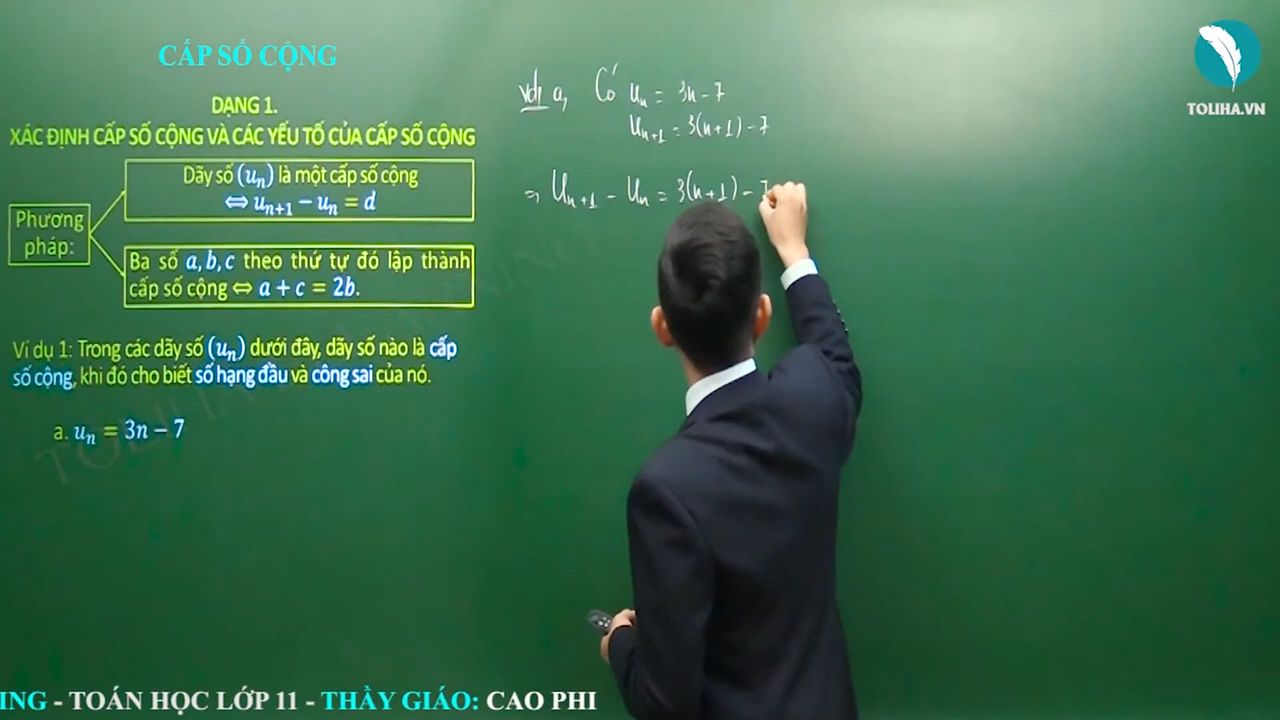 CẤP SỐ CỘNG
DẠNG 1.
XÁC ĐỊNH CẤP SỐ CỘNG VÀ CÁC YẾU TỐ CỦA CẤP SỐ CỘNG
Phương
pháp:
Dãy số (uₙ) là một cấp số cộng
⇔ uₙ₊₁ − uₙ = d
Ba số a, b, c theo thứ tự đó lập thành
cấp số cộng ⇔ a + c = 2b.
Ví dụ 1: Trong các dãy số (uₙ) dưới đây, dãy số nào là cấp
số cộng, khi đó cho biết số hạng đầu và công sai của nó.
a. uₙ = 3n − 7
vd1 a, Có uₙ = 3n − 7
uₙ₊₁ = 3(n+1) − 7
⇒ uₙ₊₁ − uₙ = 3(n+1) − 7
TOLIHA.VN
ING - TOÁN HỌC LỚP 11 - THẦY GIÁO: CAO PHI